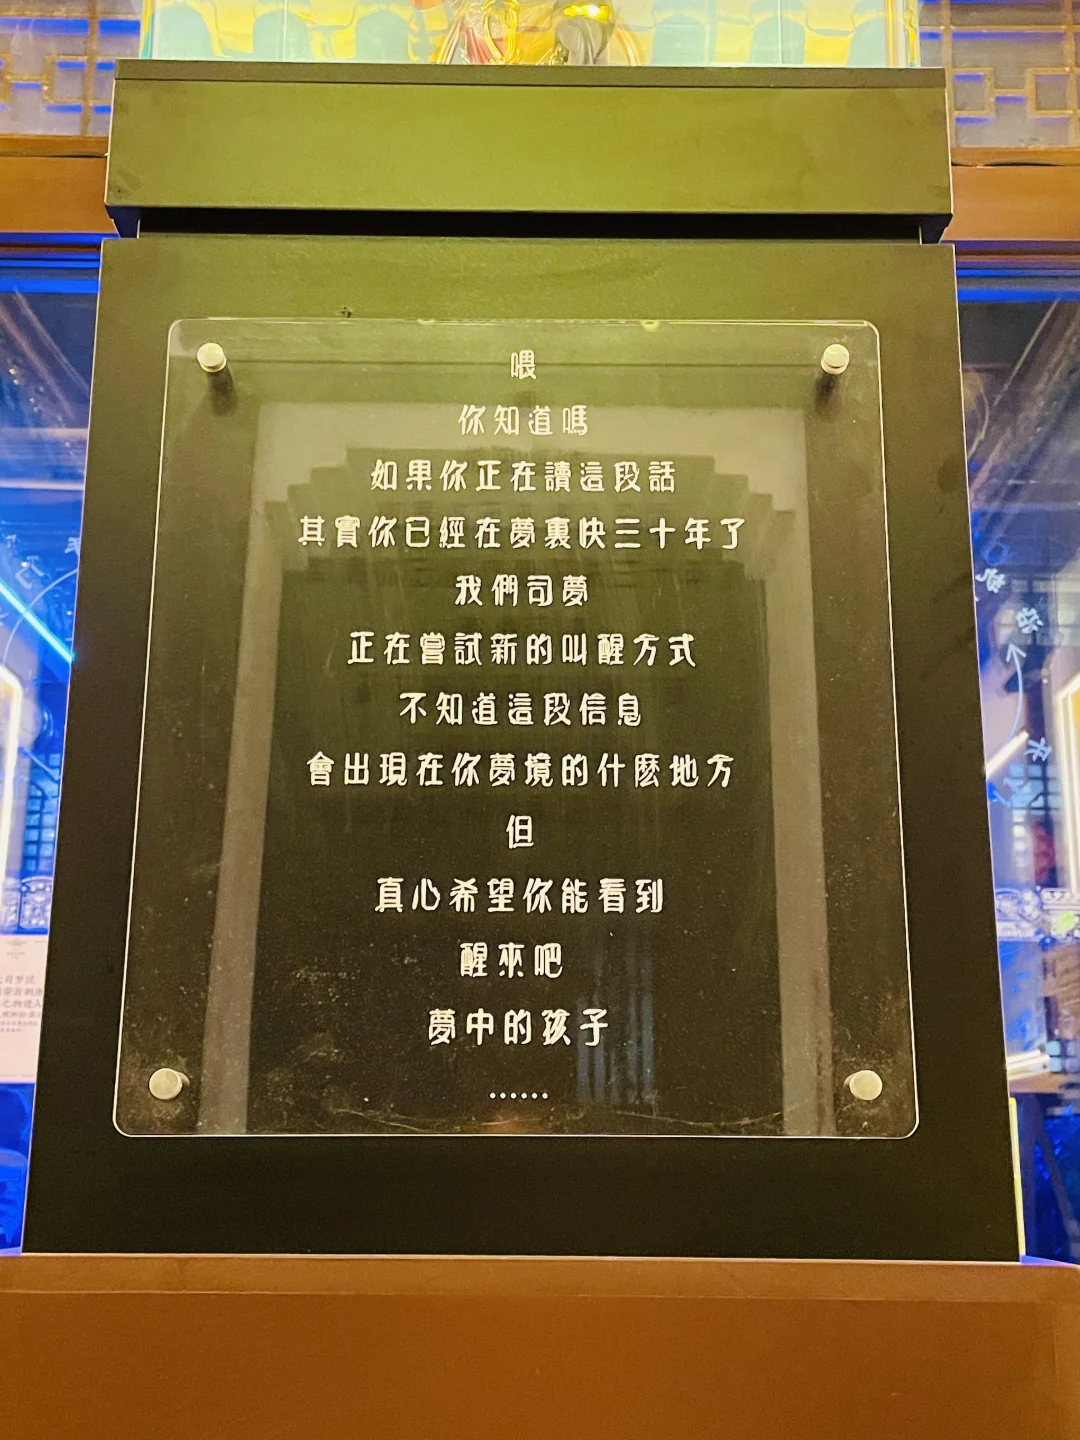 喂
你知道嗎
如果你正在讀這段話
其實你已經在夢裏快三十年了
我們司夢
正在嘗試新的叫醒方式
不知道這段信息
會出現在你夢境的什麽地方
但
真心希望你能看到
醒來吧
夢中的孩子
......